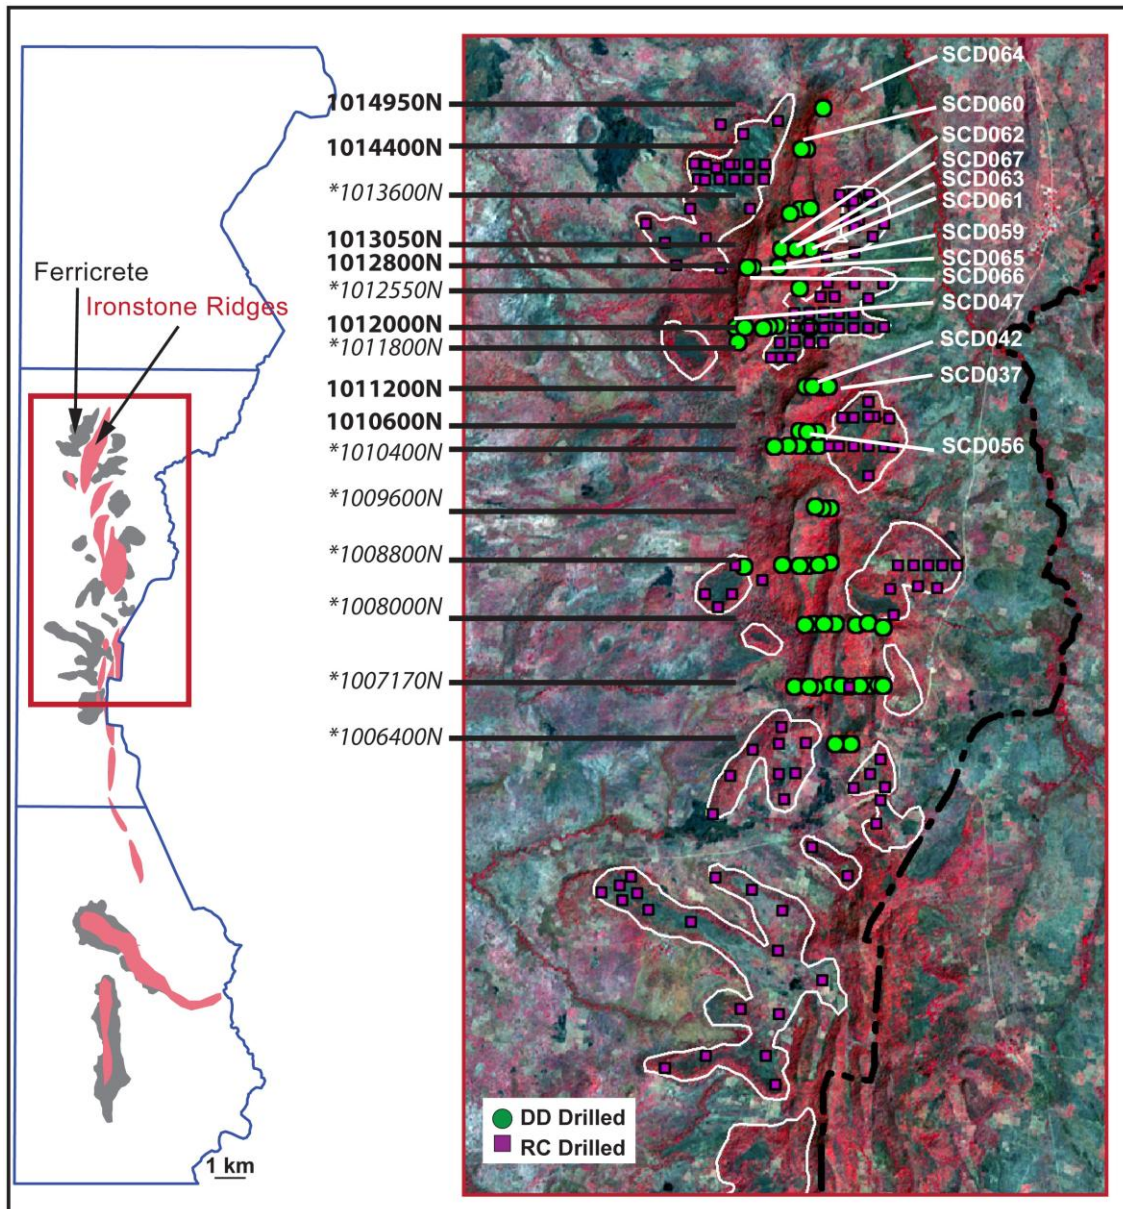 Ferricrete
Ironstone Ridges
1 km
1014950N
1014400N
*1013600N
1013050N
1012800N
*1012550N
1012000N
*1011800N
1011200N
1010600N
*1010400N
*1009600N
*1008800N
*1008000N
*1007170N
*1006400N
SCD064
SCD060
SCD062
SCD067
SCD063
SCD061
SCD059
SCD065
SCD066
SCD047
SCD042
SCD037
SCD056
DD Drilled
RC Drilled